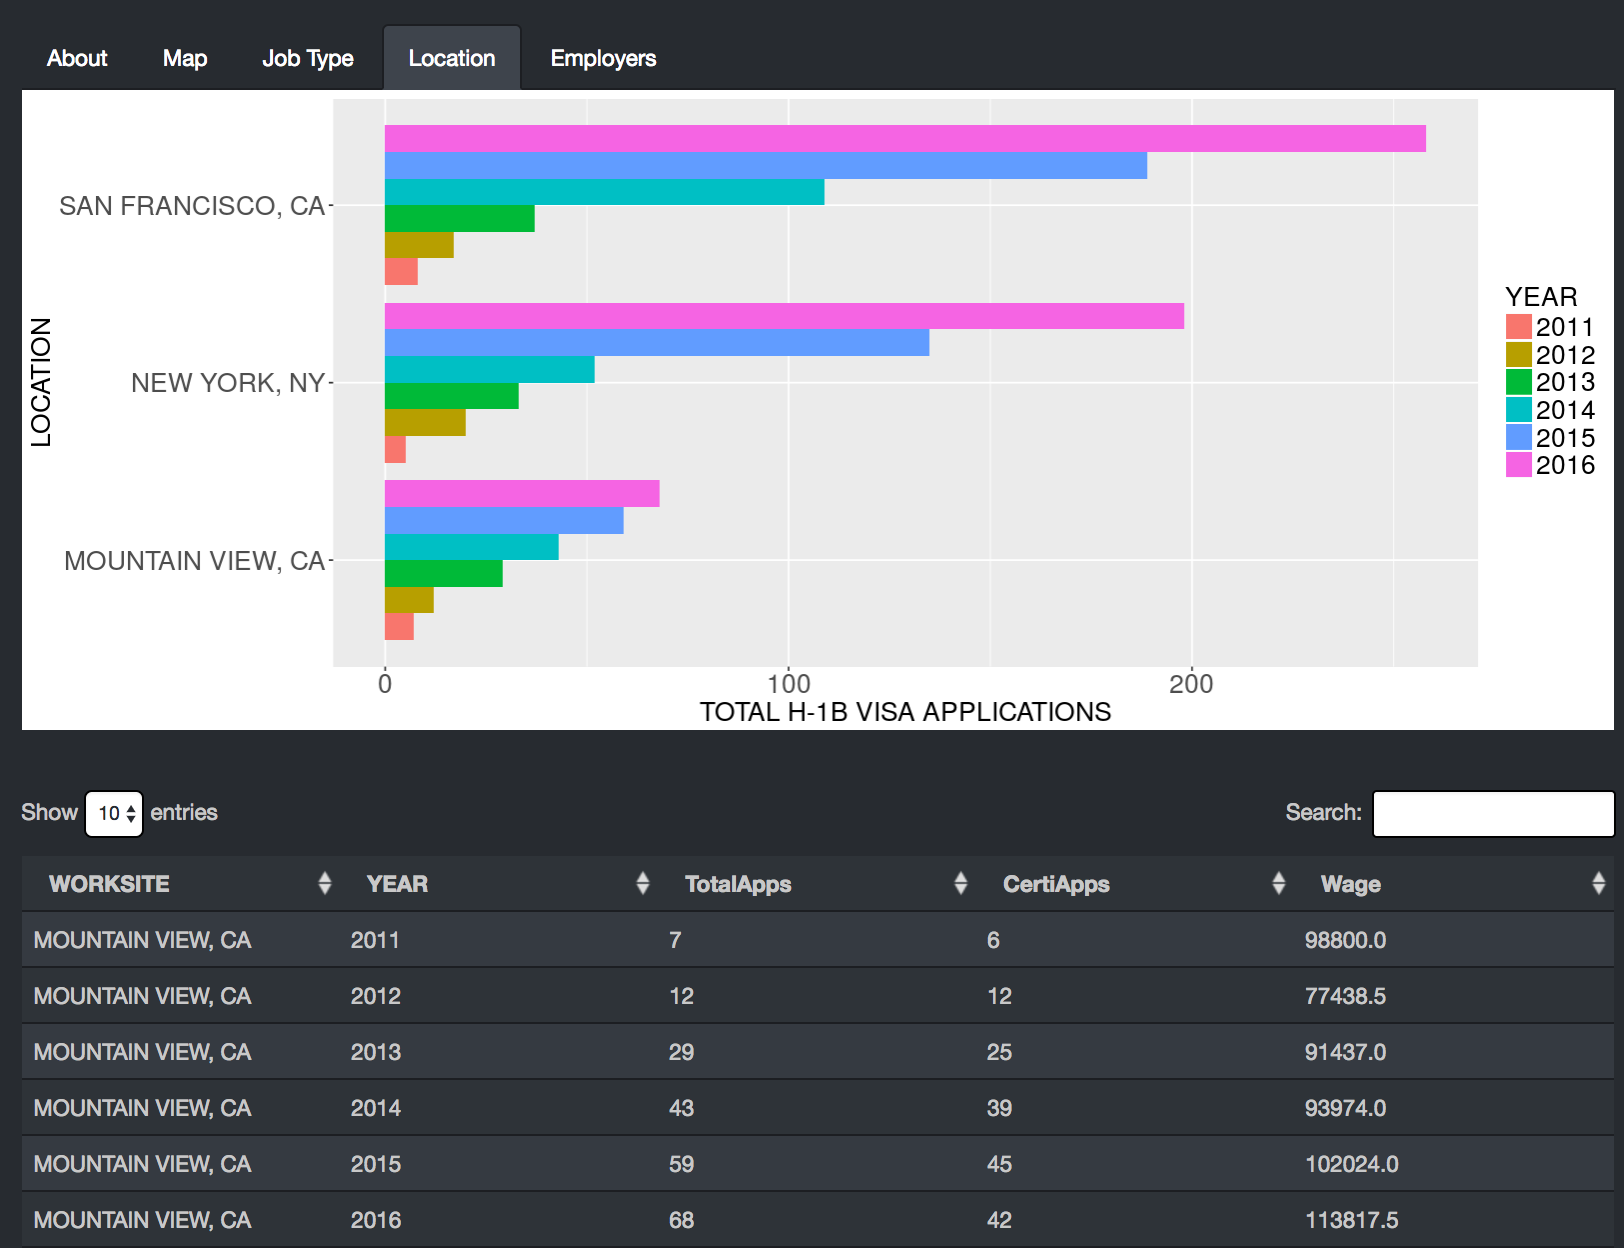 About Map Job Type Location Employers
SAN FRANCISCO, CA
NEW YORK, NY
MOUNTAIN VIEW, CA
LOCATION
0 100 200
TOTAL H-1B VISA APPLICATIONS
YEAR
2011
2012
2013
2014
2015
2016
Show 10 entries
Search:
WORKSITE YEAR TotalApps CertiApps Wage
MOUNTAIN VIEW, CA 2011 7 6 98800.0
MOUNTAIN VIEW, CA 2012 12 12 77438.5
MOUNTAIN VIEW, CA 2013 29 25 91437.0
MOUNTAIN VIEW, CA 2014 43 39 93974.0
MOUNTAIN VIEW, CA 2015 59 45 102024.0
MOUNTAIN VIEW, CA 2016 68 42 113817.5